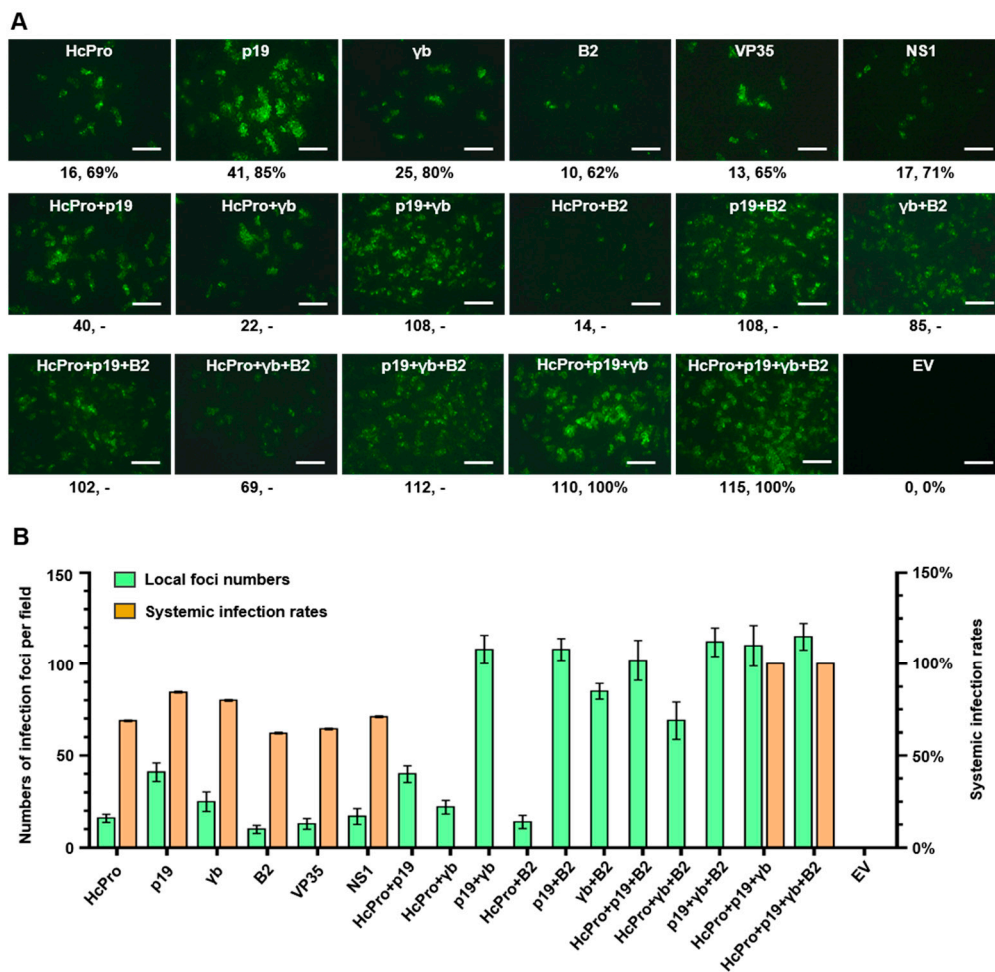 A
HcPro p19 γb B2 VP35 NS1
16, 69% 41, 85% 25, 80% 10, 62% 13, 65% 17, 71%
HcPro+p19 HcPro+γb p19+γb HcPro+B2 p19+B2 γb+B2
40, - 22, - 108, - 14, - 108, - 85, -
HcPro+p19+B2 HcPro+γb+B2 p19+γb+B2 HcPro+p19+γb HcPro+p19+γb+B2 EV
102, - 69, - 112, - 110, 100% 115, 100% 0, 0%
B
Numbers of infection foci per field
150
100
50
0
Local foci numbers
Systemic infection rates
150%
100%
50%
0%
Systemic infection rates
HcPro
p19
γb
B2
VP35
NS1
HcPro+p19
HcPro+γb
p19+γb
HcPro+B2
p19+B2
γb+B2
HcPro+p19+B2
HcPro+γb+B2
p19+γb+B2
HcPro+p19+γb
HcPro+p19+γb+B2
EV